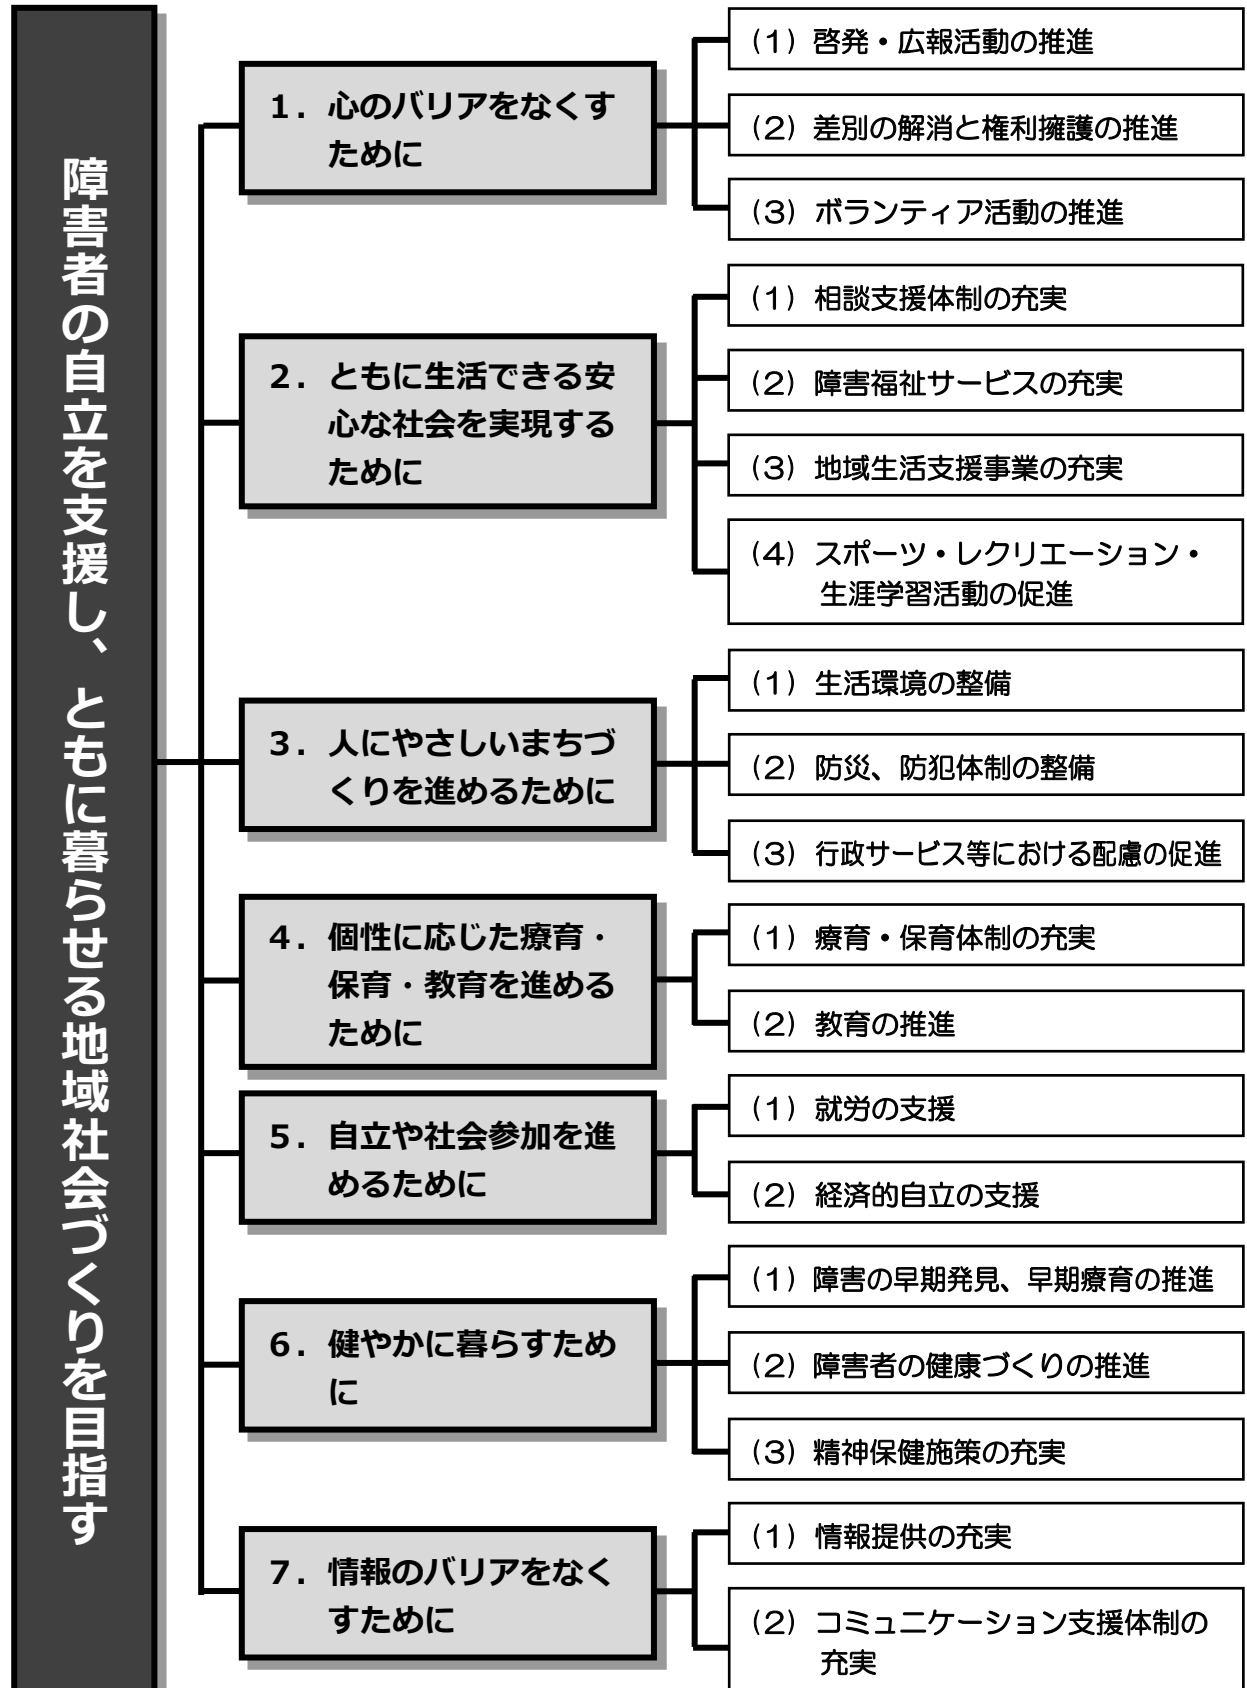 障害者の自立を支援し、ともに暮らせる地域社会づくりを目指す
1．心のバリアをなくす
ために
（1）啓発・広報活動の推進
（2）差別の解消と権利擁護の推進
（3）ボランティア活動の推進
2．ともに生活できる安
心な社会を実現する
ために
（1）相談支援体制の充実
（2）障害福祉サービスの充実
（3）地域生活支援事業の充実
（4）スポーツ・レクリエーション・
生涯学習活動の促進
3．人にやさしいまちづ
くりを進めるために
（1）生活環境の整備
（2）防災、防犯体制の整備
（3）行政サービス等における配慮の促進
4．個性に応じた療育・
保育・教育を進める
ために
（1）療育・保育体制の充実
（2）教育の推進
5．自立や社会参加を進
めるために
（1）就労の支援
（2）経済的自立の支援
6．健やかに暮らすため
に
（1）障害の早期発見、早期療育の推進
（2）障害者の健康づくりの推進
（3）精神保健施策の充実
7．情報のバリアをなく
すために
（1）情報提供の充実
（2）コミュニケーション支援体制の
充実